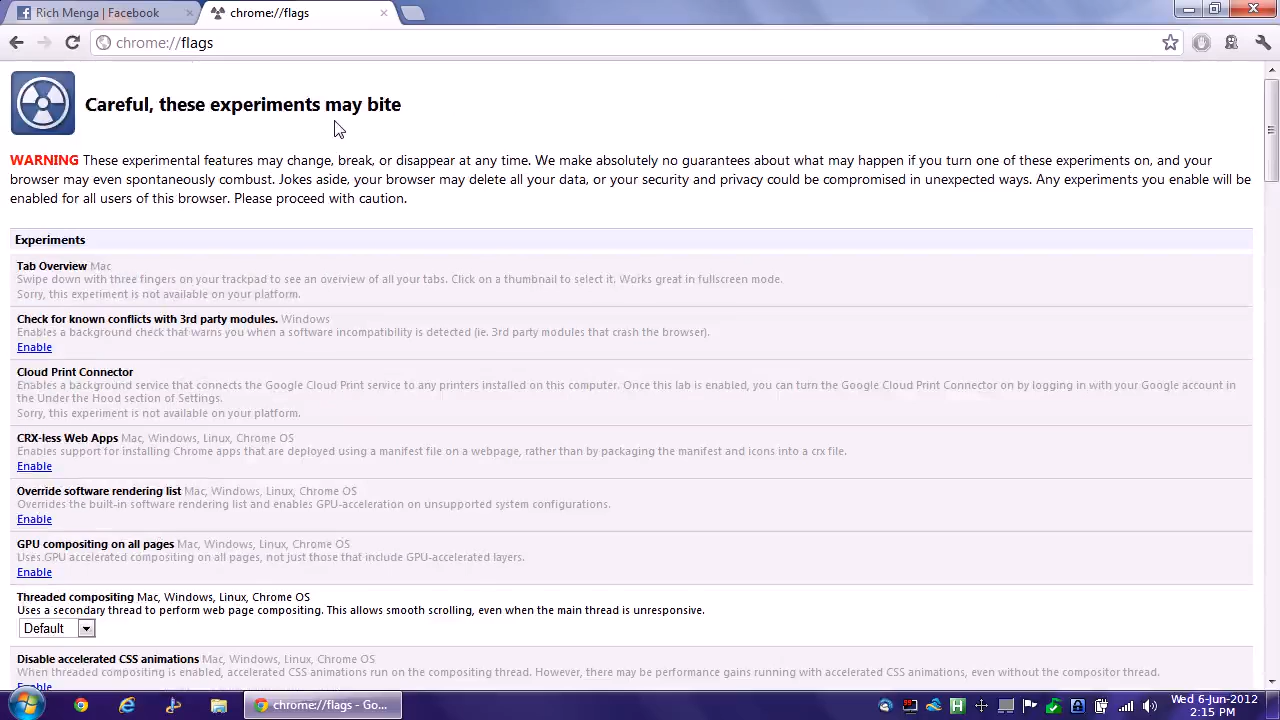 Rich Menga | Facebook
chrome://flags
chrome://flags
Careful, these experiments may bite
WARNING These experimental features may change, break, or disappear at any time. We make absolutely no guarantees about what may happen if you turn one of these experiments on, and your
browser may even spontaneously combust. Jokes aside, your browser may delete all your data, or your security and privacy could be compromised in unexpected ways. Any experiments you enable will be
enabled for all users of this browser. Please proceed with caution.
Experiments
Tab Overview Mac
Swipe down with three fingers on your trackpad to see an overview of all your tabs. Click on a thumbnail to select it. Works great in fullscreen mode.
Sorry, this experiment is not available on your platform.
Check for known conflicts with 3rd party modules. Windows
Enables a background check that warns you when a software incompatibility is detected (ie. 3rd party modules that crash the browser).
Enable
Cloud Print Connector
Enables a background service that connects the Google Cloud Print service to any printers installed on this computer. Once this lab is enabled, you can turn the Google Cloud Print Connector on by logging in with your Google account in
the Under the Hood section of Settings.
Sorry, this experiment is not available on your platform.
CRX-less Web Apps Mac, Windows, Linux, Chrome OS
Enables support for installing Chrome apps that are deployed using a manifest file on a webpage, rather than by packaging the manifest and icons into a crx file.
Enable
Override software rendering list Mac, Windows, Linux, Chrome OS
Overrides the built-in software rendering list and enables GPU-acceleration on unsupported system configurations.
Enable
GPU compositing on all pages Mac, Windows, Linux, Chrome OS
Uses GPU accelerated compositing on all pages, not just those that include GPU-accelerated layers.
Enable
Threaded compositing Mac, Windows, Linux, Chrome OS
Uses a secondary thread to perform web page compositing. This allows smooth scrolling, even when the main thread is unresponsive.
Default
Disable accelerated CSS animations Mac, Windows, Linux, Chrome OS
When threaded compositing is enabled, accelerated CSS animations run on the compositing thread. However, there may be performance gain running with accelerated CSS animations, even without the compositor thread.
Enable
chrome://flags - Go...
Wed 6-Jun-2012
2:15 PM